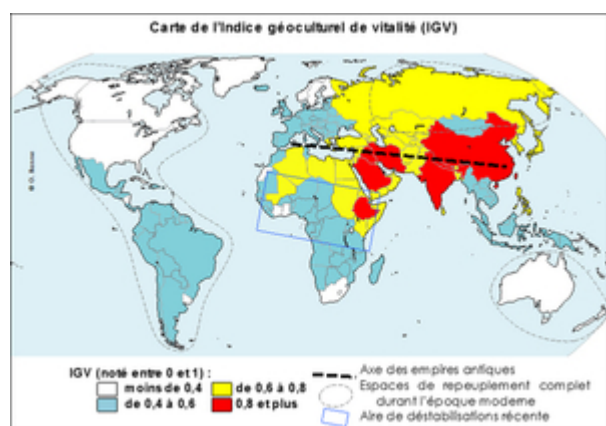 Carte de l'Indice géoculturel de vitalité (IGV)
IGV (noté entre 0 et 1) :
moins de 0,4
de 0,6 à 0,8
de 0,4 à 0,6
0,8 et plus
Axe des empires antiques
Espaces de repeuplement complet
durant l'époque moderne
Aire de déstabilisations récente